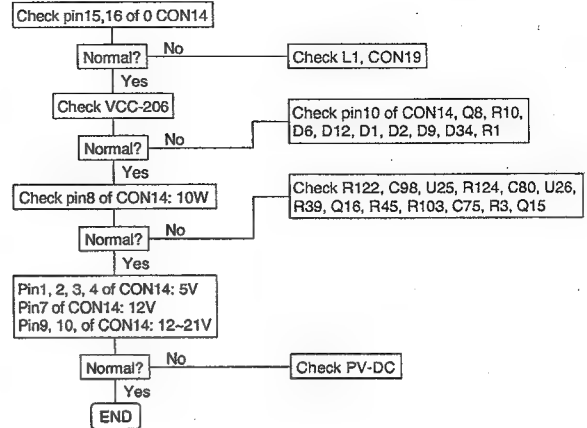 Check pin15,16 of 0 CON14
Normal?
No
Check L1, CON19
Yes
Check VCC-206
Normal?
No
Check pin10 of CON14, Q8, R10,
D6, D12, D1, D2, D9, D34, R1
Yes
Check pin8 of CON14: 10W
Normal?
No
Check R122, C98, U25, R124, C80, U26,
R39, Q16, R45, R103, C75, R3, Q15
Yes
Pin1, 2, 3, 4 of CON14: 5V
Pin7 of CON14: 12V
Pin9, 10, of CON14: 12~21V
Normal?
No
Check PV-DC
Yes
END